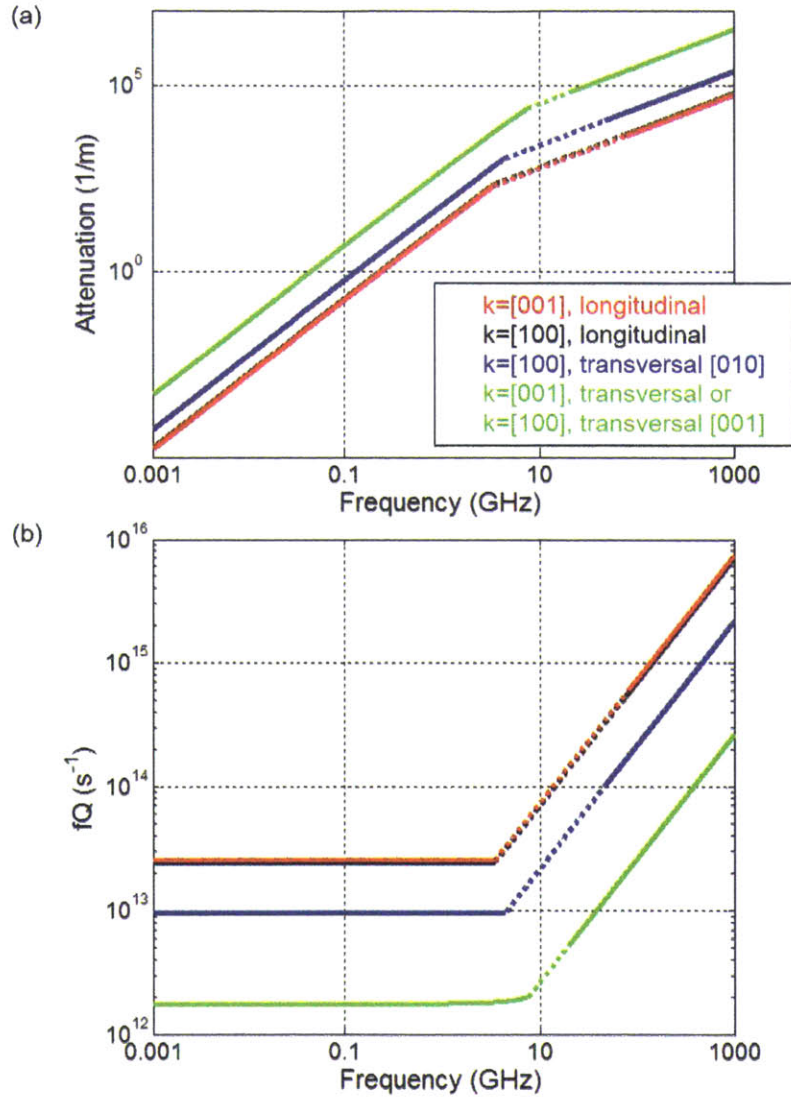 (a)
10^5
10^0
Attenuation (1/m)
k=[001], longitudinal
k=[100], longitudinal
k=[100], transversal [010]
k=[001], transversal or
k=[100], transversal [001]
0.001
0.1
10
1000
Frequency (GHz)
(b)
10^16
10^15
10^14
10^13
10^12
fQ (s^-1)
0.001
0.1
10
1000
Frequency (GHz)